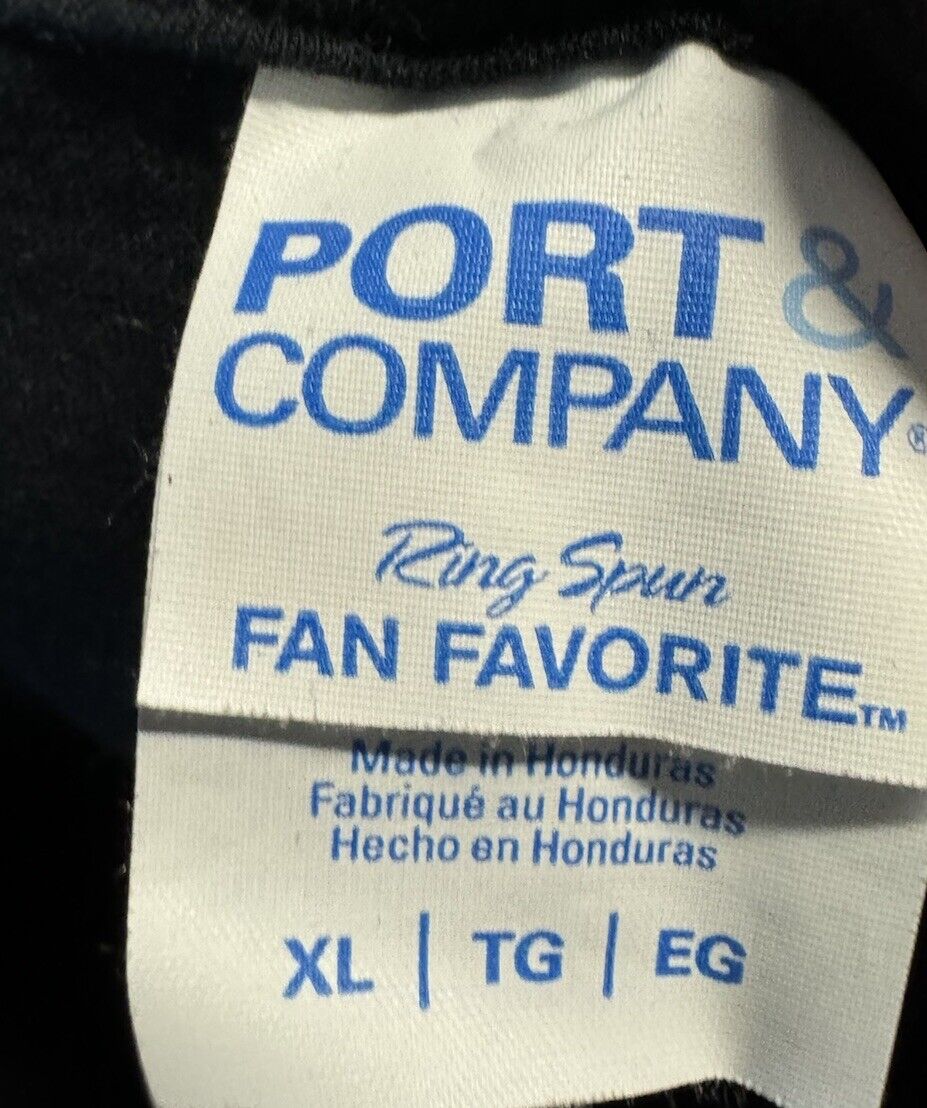 PORT &
COMPANY®
Ring Spun
FAN FAVORITE™
Made in Honduras
Fabriqué au Honduras
Hecho en Honduras
XL | TG | EG